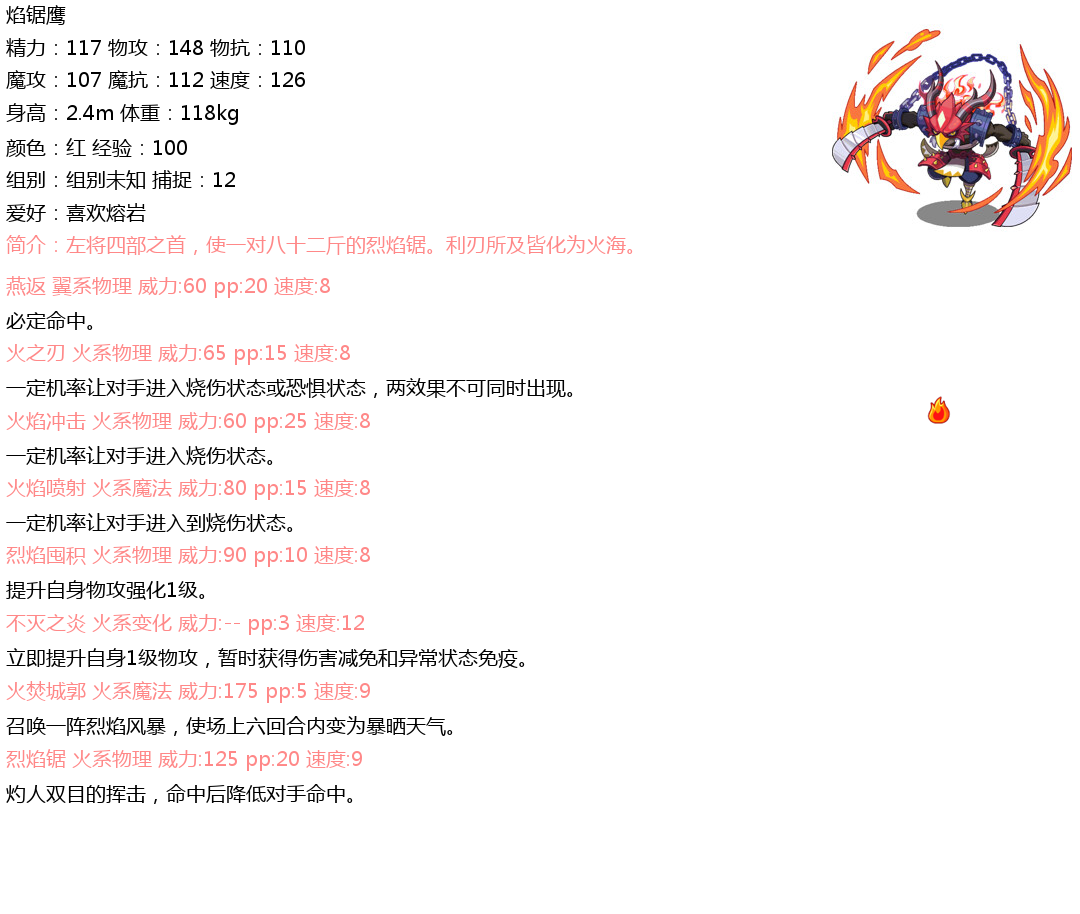 焰锯鹰
精力：117 物攻：148 物抗：110
魔攻：107 魔抗：112 速度：126
身高：2.4m 体重：118kg
颜色：红 经验：100
组别：组别未知 捕捉：12
爱好：喜欢熔岩
简介：左将四部之首，使一对八十二斤的烈焰锯。利刃所及皆化为火海。
燕返 翼系物理 威力:60 pp:20 速度:8
必定命中。
火之刃 火系物理 威力:65 pp:15 速度:8
一定机率让对手进入烧伤状态或恐惧状态，两效果不可同时出现。
火焰冲击 火系物理 威力:60 pp:25 速度:8
一定机率让对手进入烧伤状态。
火焰喷射 火系魔法 威力:80 pp:15 速度:8
一定机率让对手进入到烧伤状态。
烈焰囤积 火系物理 威力:90 pp:10 速度:8
提升自身物攻强化1级。
不灭之炎 火系变化 威力:-- pp:3 速度:12
立即提升自身1级物攻，暂时获得伤害减免和异常状态免疫。
火焚城郭 火系魔法 威力:175 pp:5 速度:9
召唤一阵烈焰风暴，使场上六回合内变为暴晒天气。
烈焰锯 火系物理 威力:125 pp:20 速度:9
灼人双目的挥击，命中后降低对手命中。